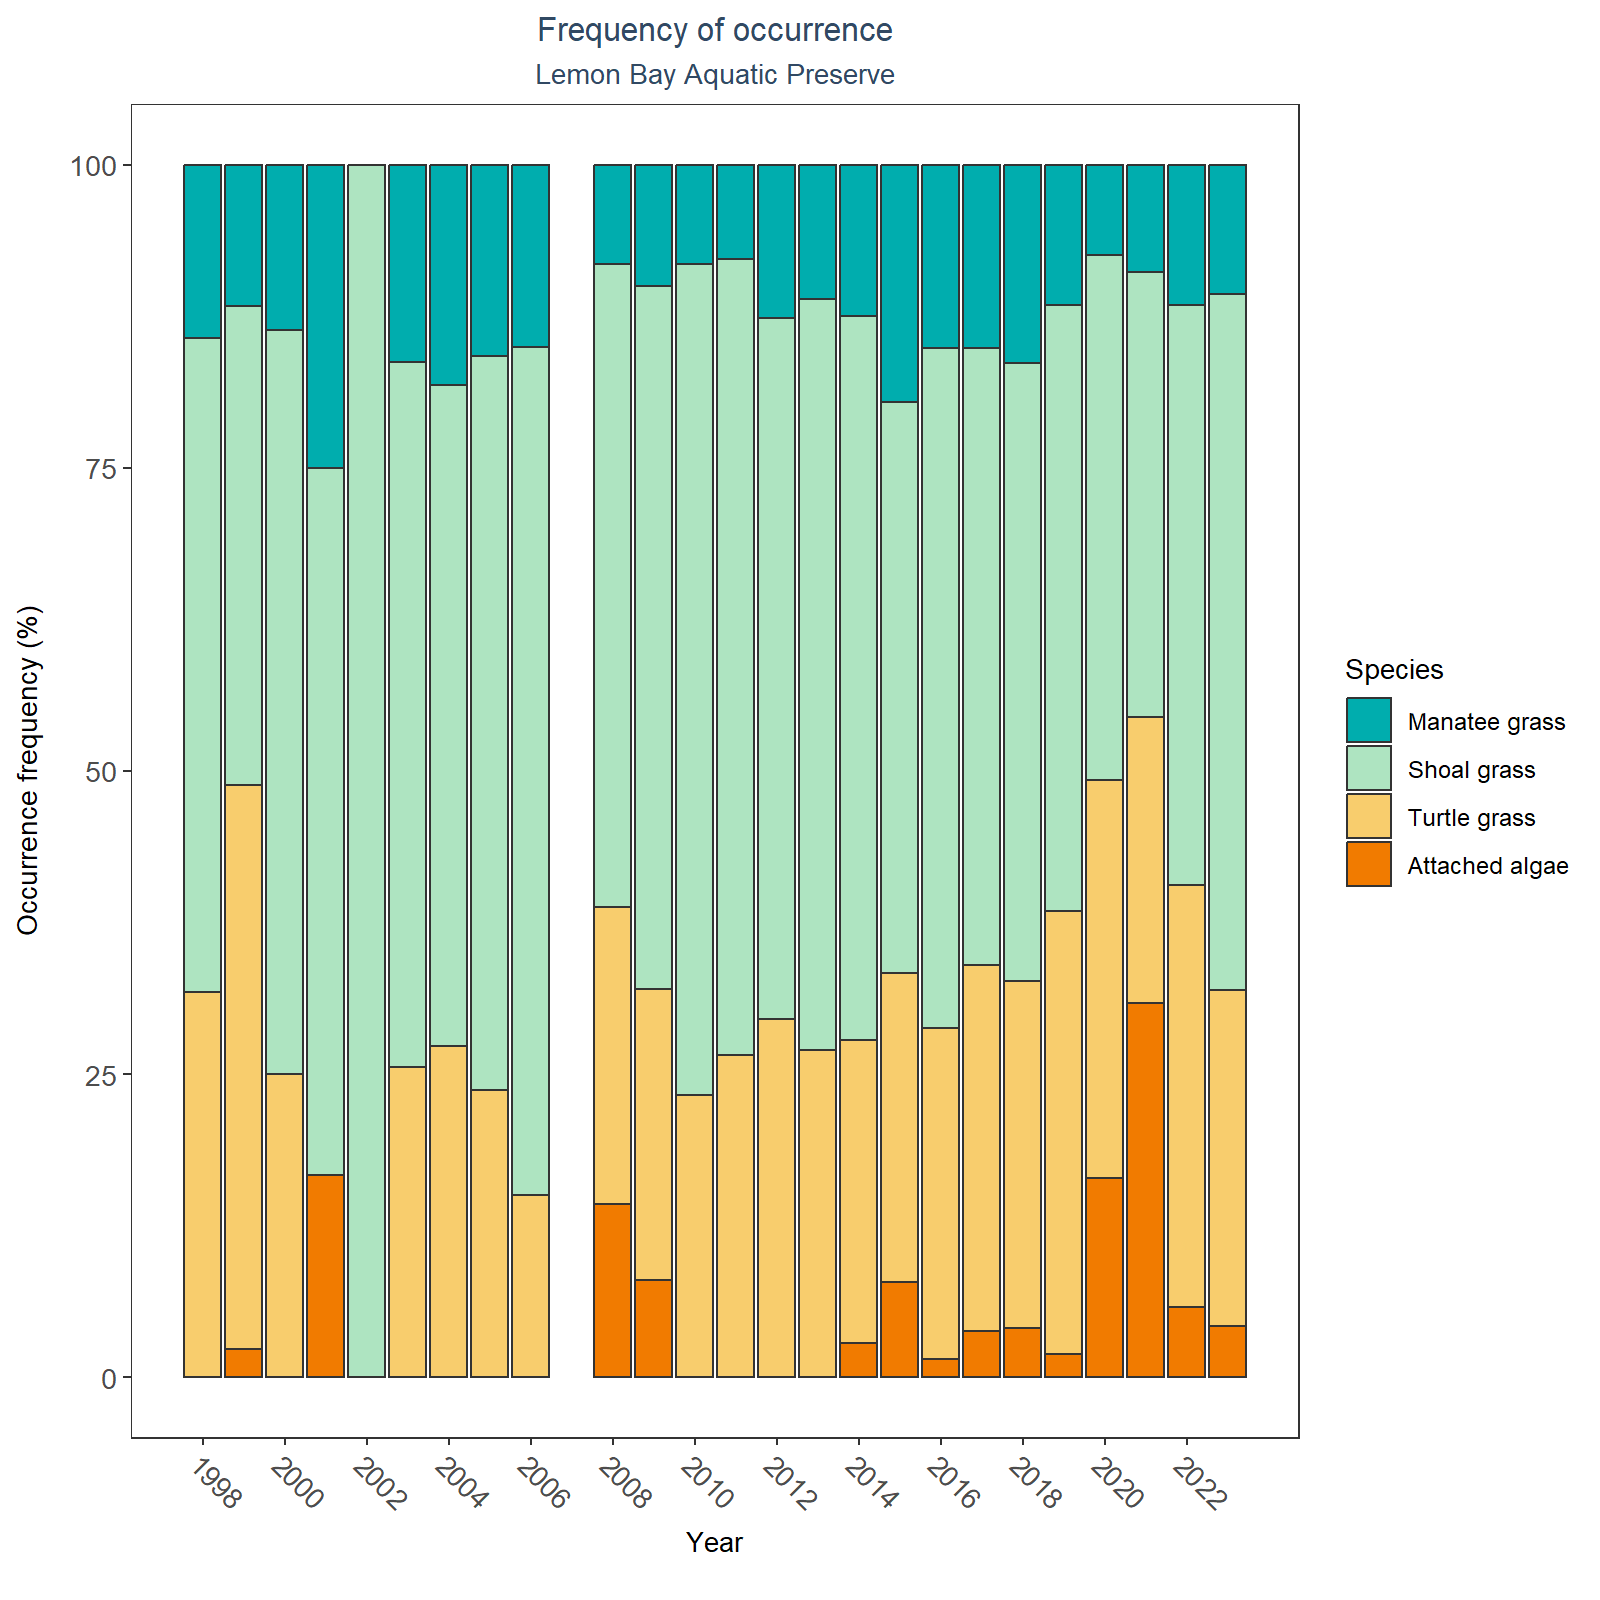 Frequency of occurrence
Lemon Bay Aquatic Preserve
Occurrence frequency (%)
100
75
50
25
0
1998
2000
2002
2004
2006
2008
2010
2012
2014
2016
2018
2020
2022
Year
Species
Manatee grass
Shoal grass
Turtle grass
Attached algae